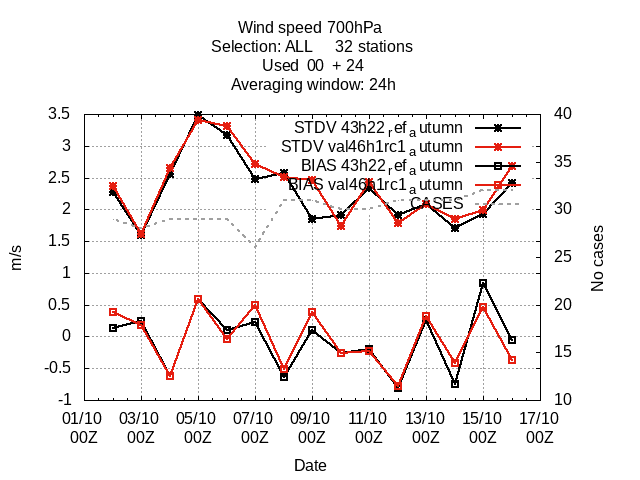 Wind speed 700hPa
Selection: ALL 32 stations
Used 00 + 24
Averaging window: 24h
3.5
3
2.5
2
1.5
1
0.5
0
-0.5
-1
m/s
40
35
30
25
20
15
10
No cases
STDV 43h22_ref_autumn
STDV val46h1rc1_autumn
BIAS 43h22_ref_autumn
BIAS val46h1rc1_autumn
CASES
01/10 03/10 05/10 07/10 09/10 11/10 13/10 15/10 17/10
00Z 00Z 00Z 00Z 00Z 00Z 00Z 00Z 00Z
Date